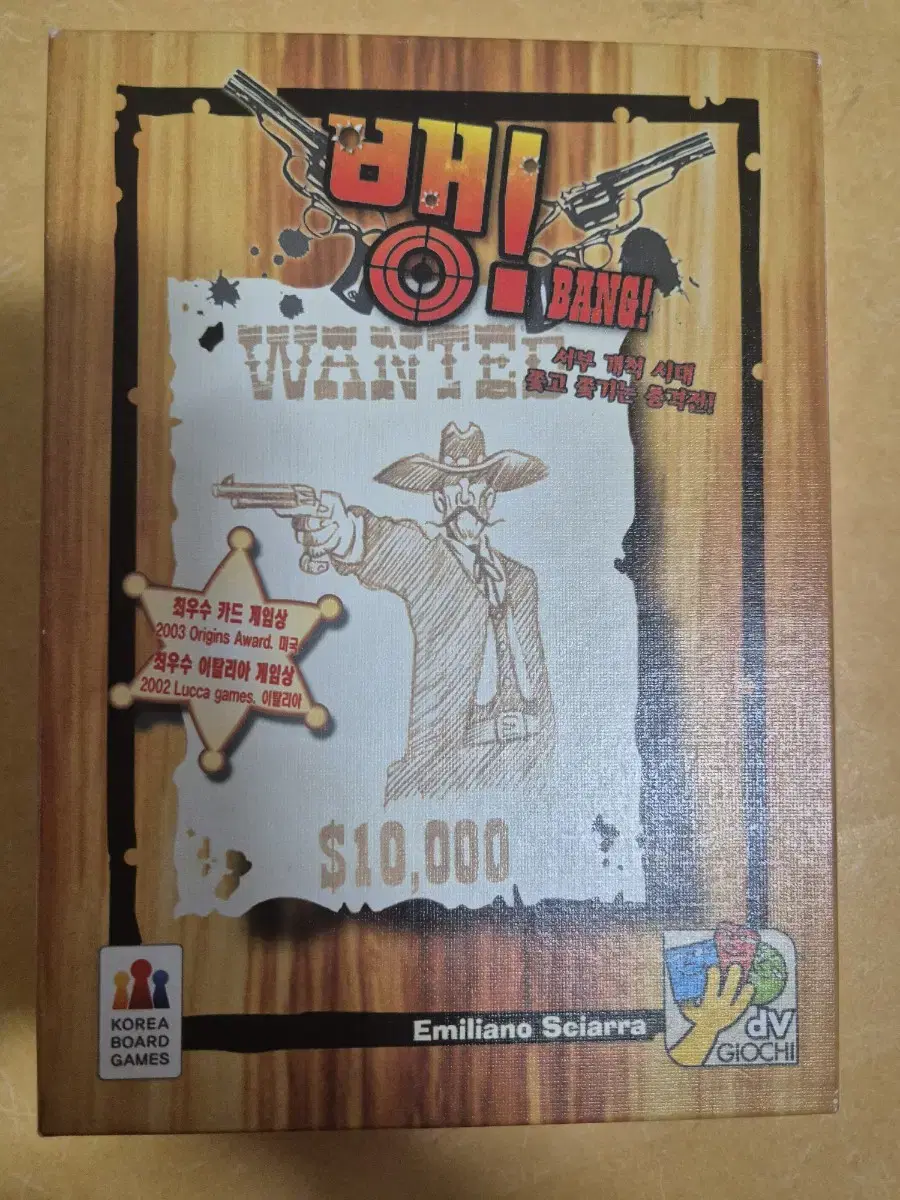 뱅!
BANG!
WANTED
서부 개척 시대
쫓고 쫓기는 총격전!
최우수 카드 게임상
2003 Origins Award. 미국
최우수 이탈리아 게임상
2002 Lucca games. 이탈리아
$10,000
KOREA
BOARD
GAMES
Emiliano Sciarra
dV
GIOCHI